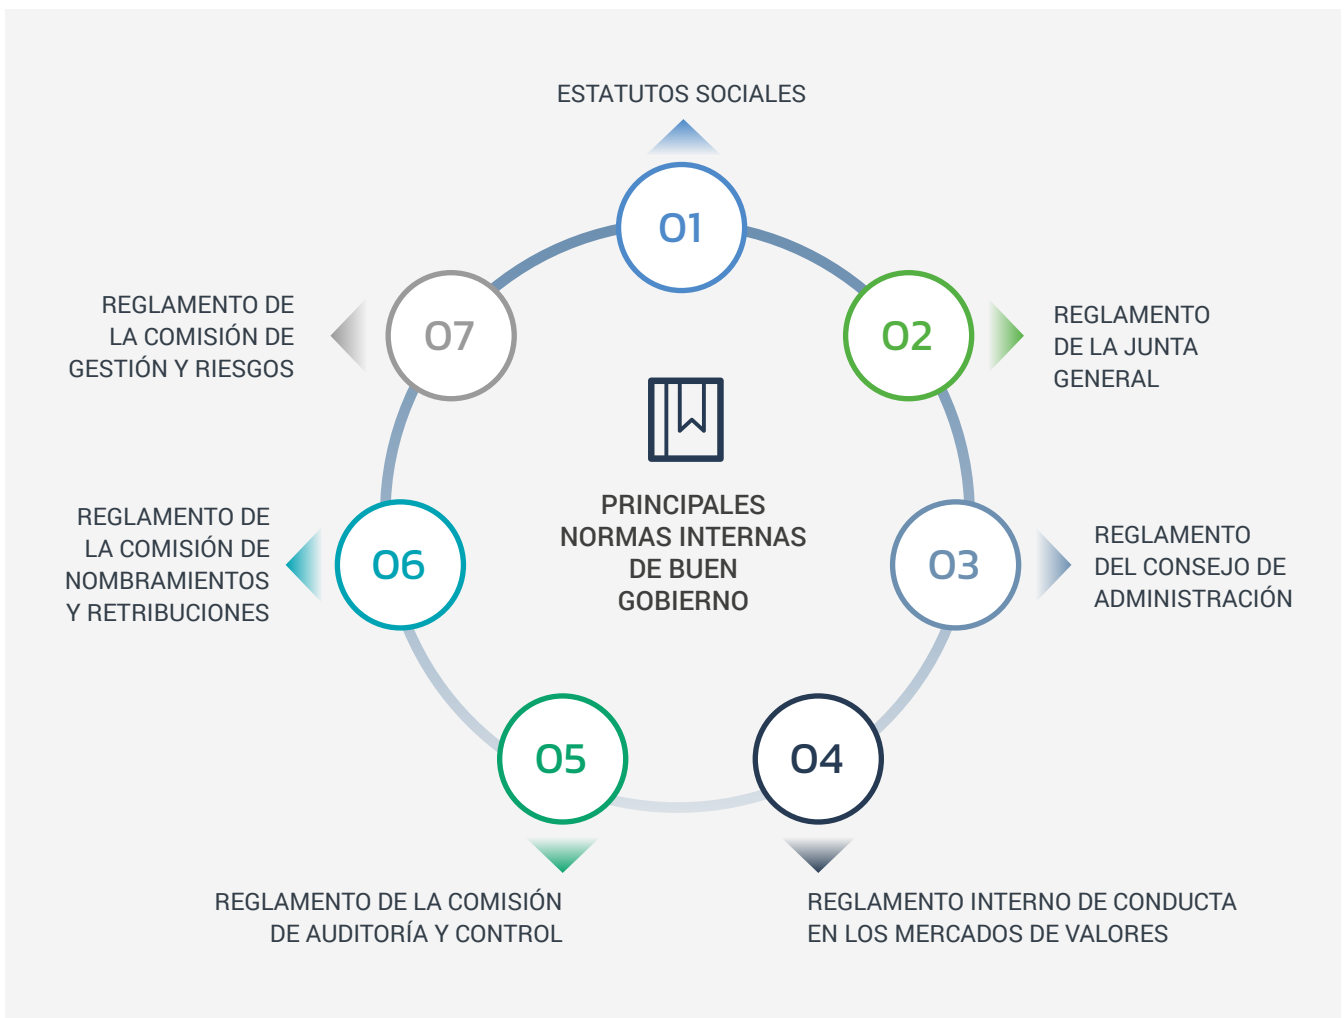 ESTATUTOS SOCIALES
01
02
REGLAMENTO
DE LA JUNTA
GENERAL
03
REGLAMENTO
DEL CONSEJO DE
ADMINISTRACIÓN
04
REGLAMENTO INTERNO DE CONDUCTA
EN LOS MERCADOS DE VALORES
05
REGLAMENTO DE LA COMISIÓN
DE AUDITORÍA Y CONTROL
06
REGLAMENTO DE
LA COMISIÓN DE
NOMBRAMIENTOS
Y RETRIBUCIONES
07
REGLAMENTO DE
LA COMISIÓN DE
GESTIÓN Y RIESGOS
PRINCIPALES
NORMAS INTERNAS
DE BUEN
GOBIERNO